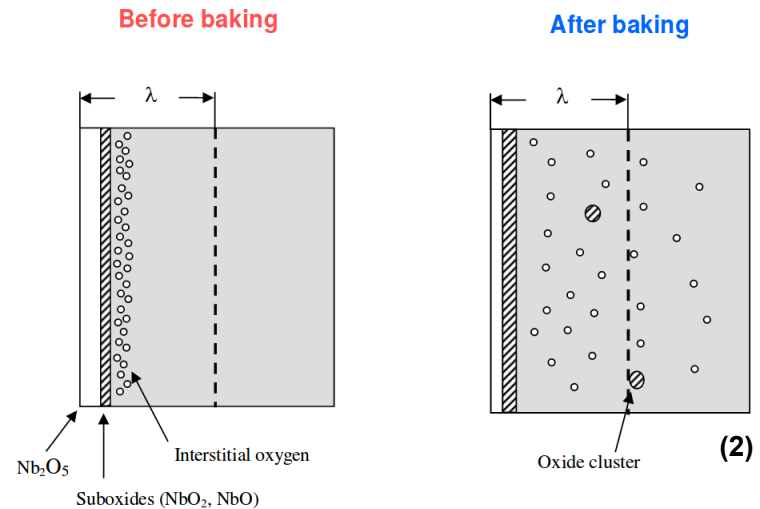 Before baking
After baking
λ
λ
Interstitial oxygen
Nb₂O₅
Suboxides (NbO₂, NbO)
Oxide cluster
(2)